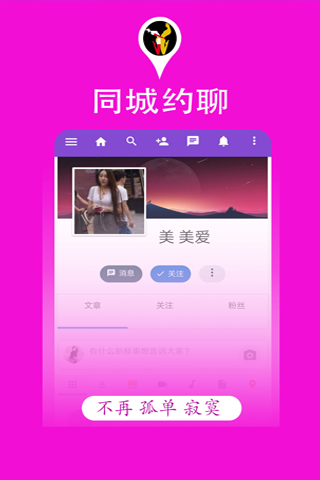 同城约聊
美 美爱
消息
关注
文章
关注
粉丝
有什么新鲜事想告诉大家?
不再 孤单 寂寞